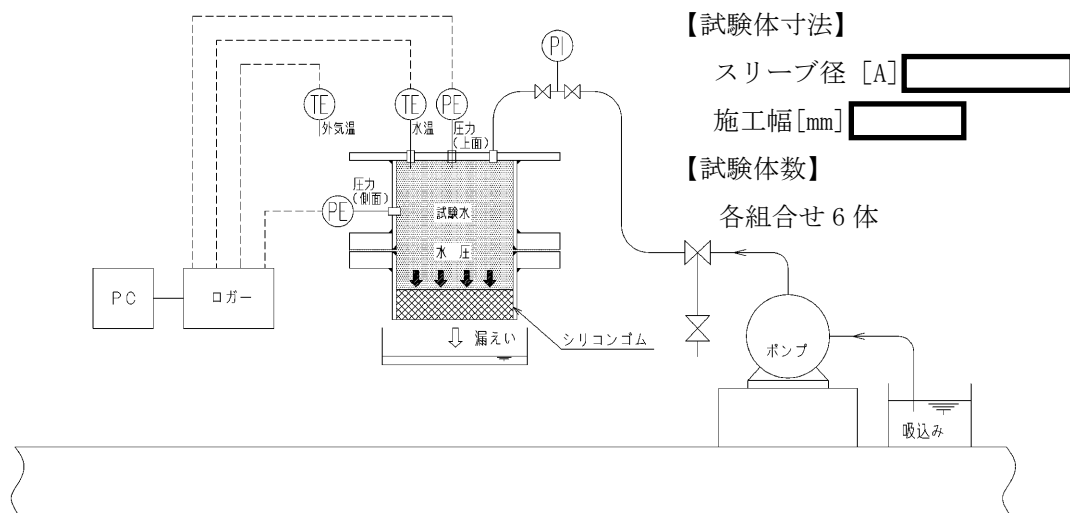 【試験体寸法】
スリーブ径 [A]
施工幅[mm]
【試験体数】
各組合せ6体
PI
TE
外気温
TE
水温
PE
圧力
(上面)
圧力
(側面)
PE
試験水
水 圧
PC
ロガー
漏えい
シリコンゴム
ポンプ
吸込み